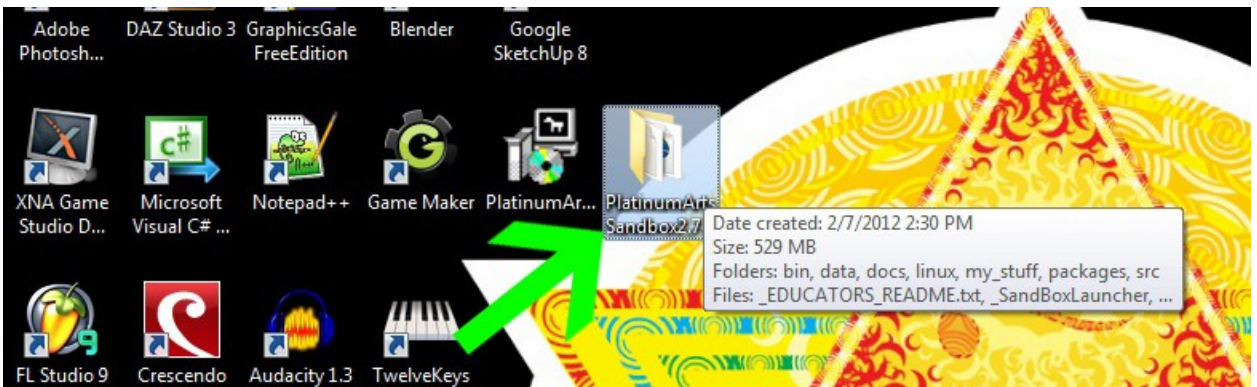 Adobe
Photosh...
DAZ Studio 3
GraphicsGale
FreeEdition
Blender
Google
SketchUp 8
XNA Game
Studio D...
C#
Microsoft
Visual C# ...
Notepad++
G
Game Maker
PlatinumAr...
PlatinumArts
Sandbox2.7
Date created: 2/7/2012 2:30 PM
Size: 529 MB
Folders: bin, data, docs, linux, my_stuff, packages, src
Files: _EDUCATORS_README.txt, _SandBoxLauncher, ...
9
FL Studio 9
Crescendo
Audacity 1.3
TwelveKeys